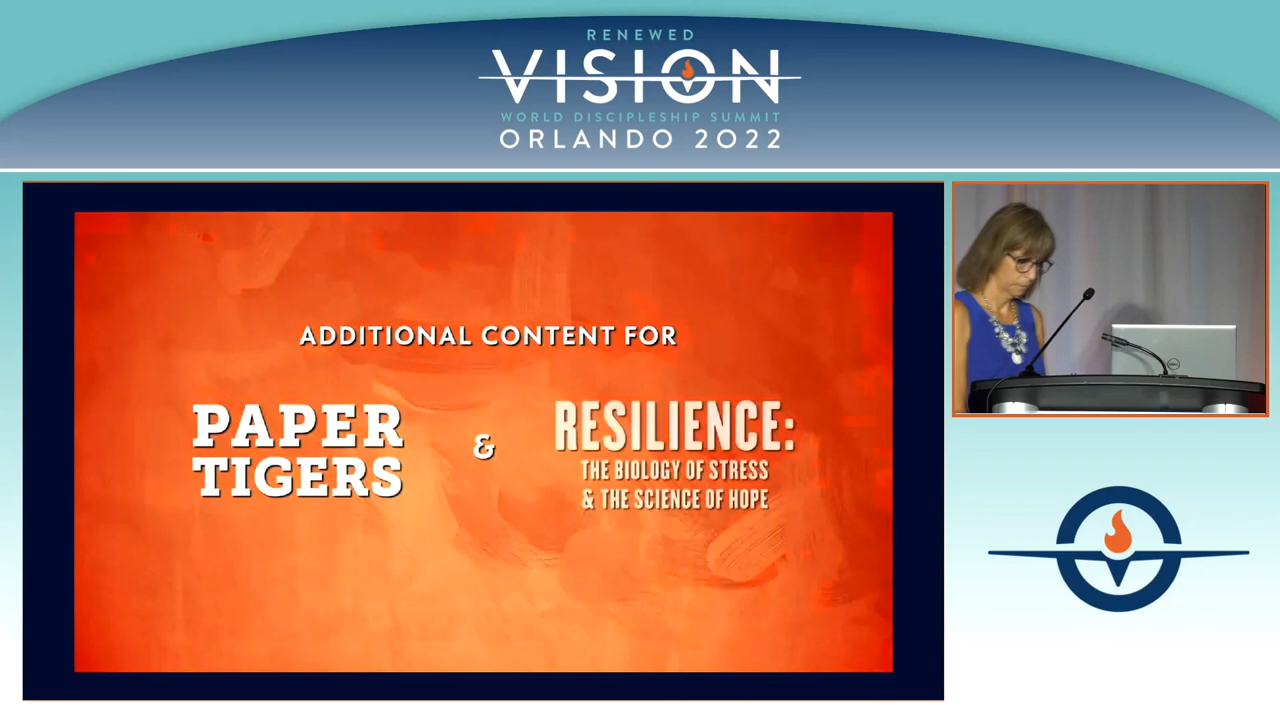 RENEWED
VISION
WORLD DISCIPLESHIP SUMMIT
ORLANDO 2022
ADDITIONAL CONTENT FOR
PAPER
TIGERS
&
RESILIENCE:
THE BIOLOGY OF STRESS
& THE SCIENCE OF HOPE
DELL